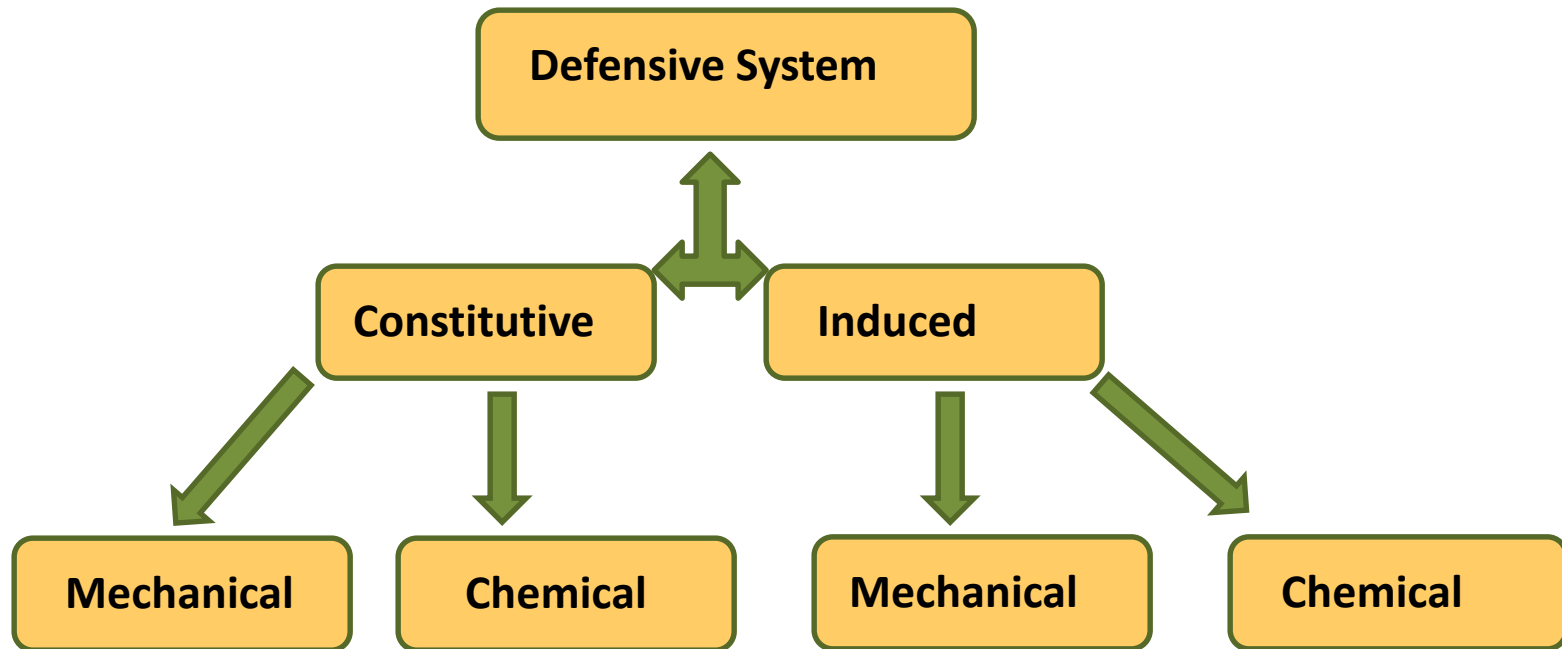 Defensive System
Constitutive
Induced
Mechanical
Chemical
Mechanical
Chemical